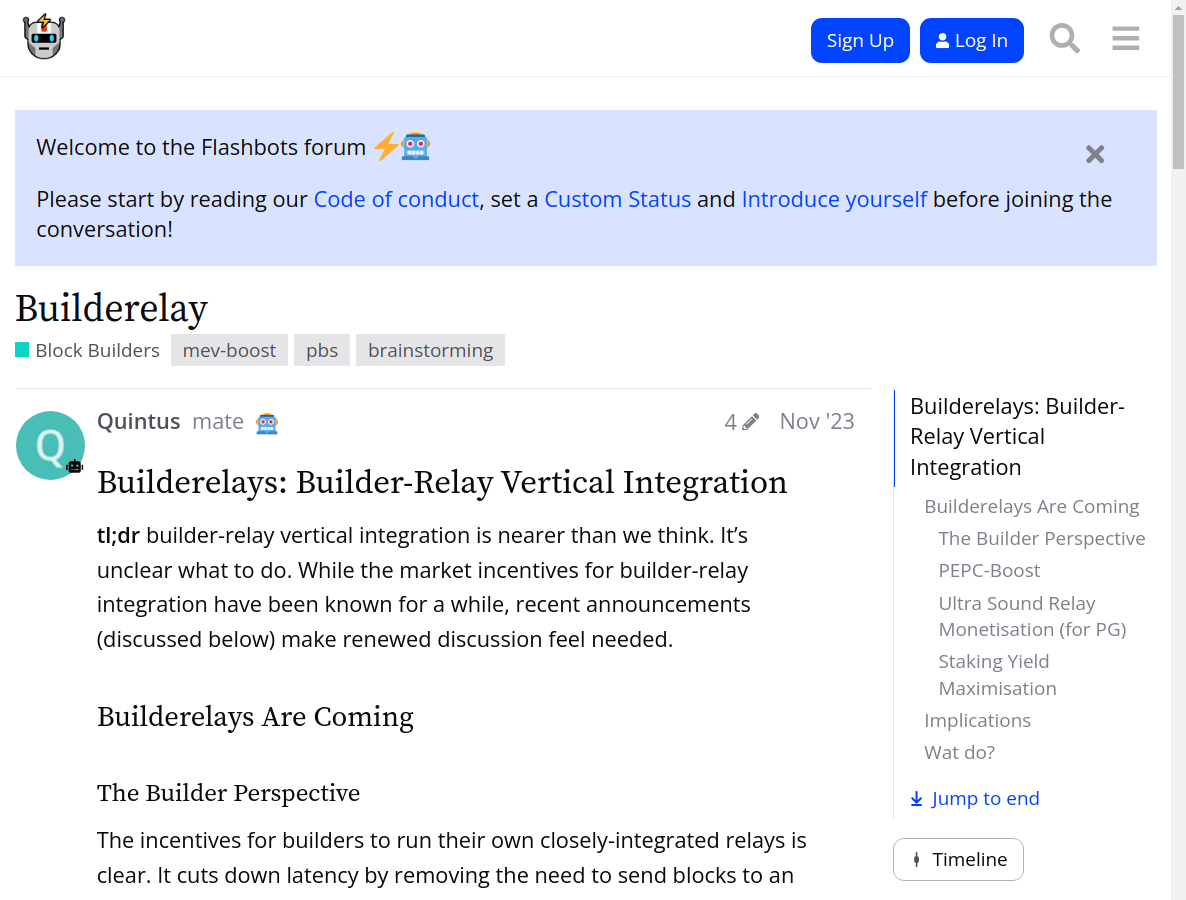 Sign Up
Log In
Welcome to the Flashbots forum
Please start by reading our Code of conduct, set a Custom Status and Introduce yourself before joining the
conversation!
Builderelay
Block Builders mev-boost pbs brainstorming
Q
Quintus mate 4 Nov '23
Builderelays: Builder-Relay Vertical Integration
tl;dr builder-relay vertical integration is nearer than we think. It’s
unclear what to do. While the market incentives for builder-relay
integration have been known for a while, recent announcements
(discussed below) make renewed discussion feel needed.
Builderelays Are Coming
The Builder Perspective
The incentives for builders to run their own closely-integrated relays is
clear. It cuts down latency by removing the need to send blocks to an
Builderelays: Builder-
Relay Vertical
Integration
Builderelays Are Coming
The Builder Perspective
PEPC-Boost
Ultra Sound Relay
Monetisation (for PG)
Staking Yield
Maximisation
Implications
Wat do?
Jump to end
Timeline